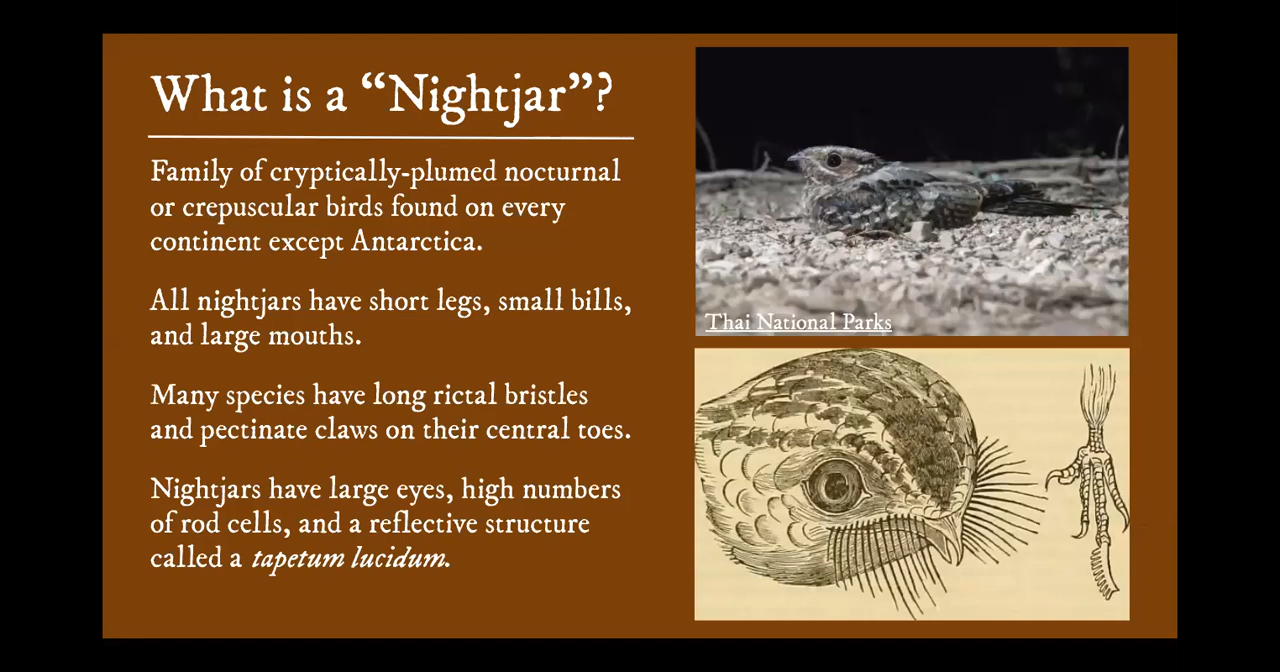 What is a “Nightjar”?
Family of cryptically-plumed nocturnal
or crepuscular birds found on every
continent except Antarctica.
All nightjars have short legs, small bills,
and large mouths.
Many species have long rictal bristles
and pectinate claws on their central toes.
Nightjars have large eyes, high numbers
of rod cells, and a reflective structure
called a tapetum lucidum.
Thai National Parks